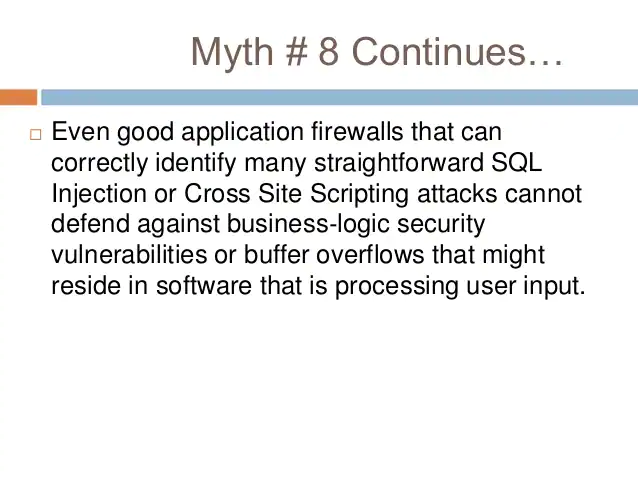 Myth # 8 Continues…
Even good application firewalls that can
correctly identify many straightforward SQL
Injection or Cross Site Scripting attacks cannot
defend against business-logic security
vulnerabilities or buffer overflows that might
reside in software that is processing user input.